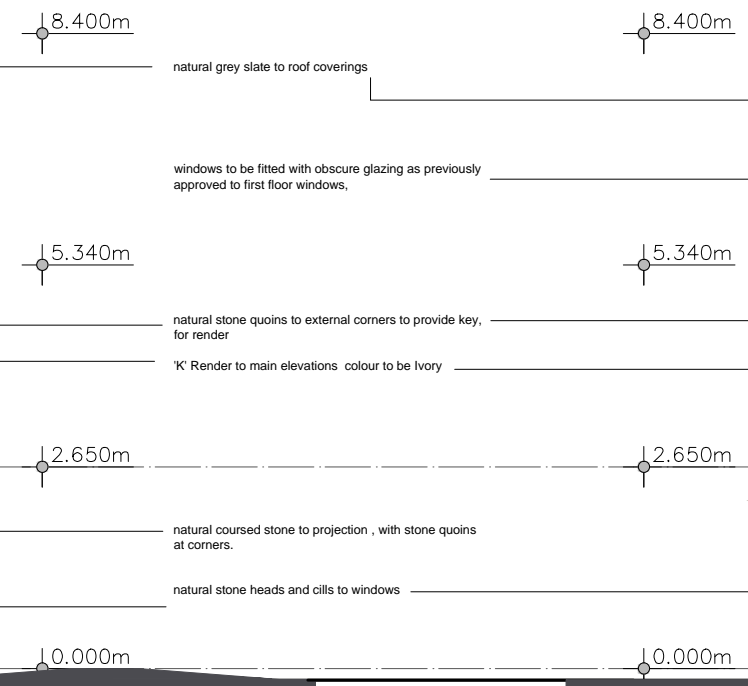 8.400m 8.400m
natural grey slate to roof coverings
windows to be fitted with obscure glazing as previously
approved to first floor windows,
5.340m 5.340m
natural stone quoins to external corners to provide key,
for render
'K' Render to main elevations  colour to be Ivory
2.650m 2.650m
natural coursed stone to projection , with stone quoins
at corners.
natural stone heads and cills to windows
0.000m 0.000m